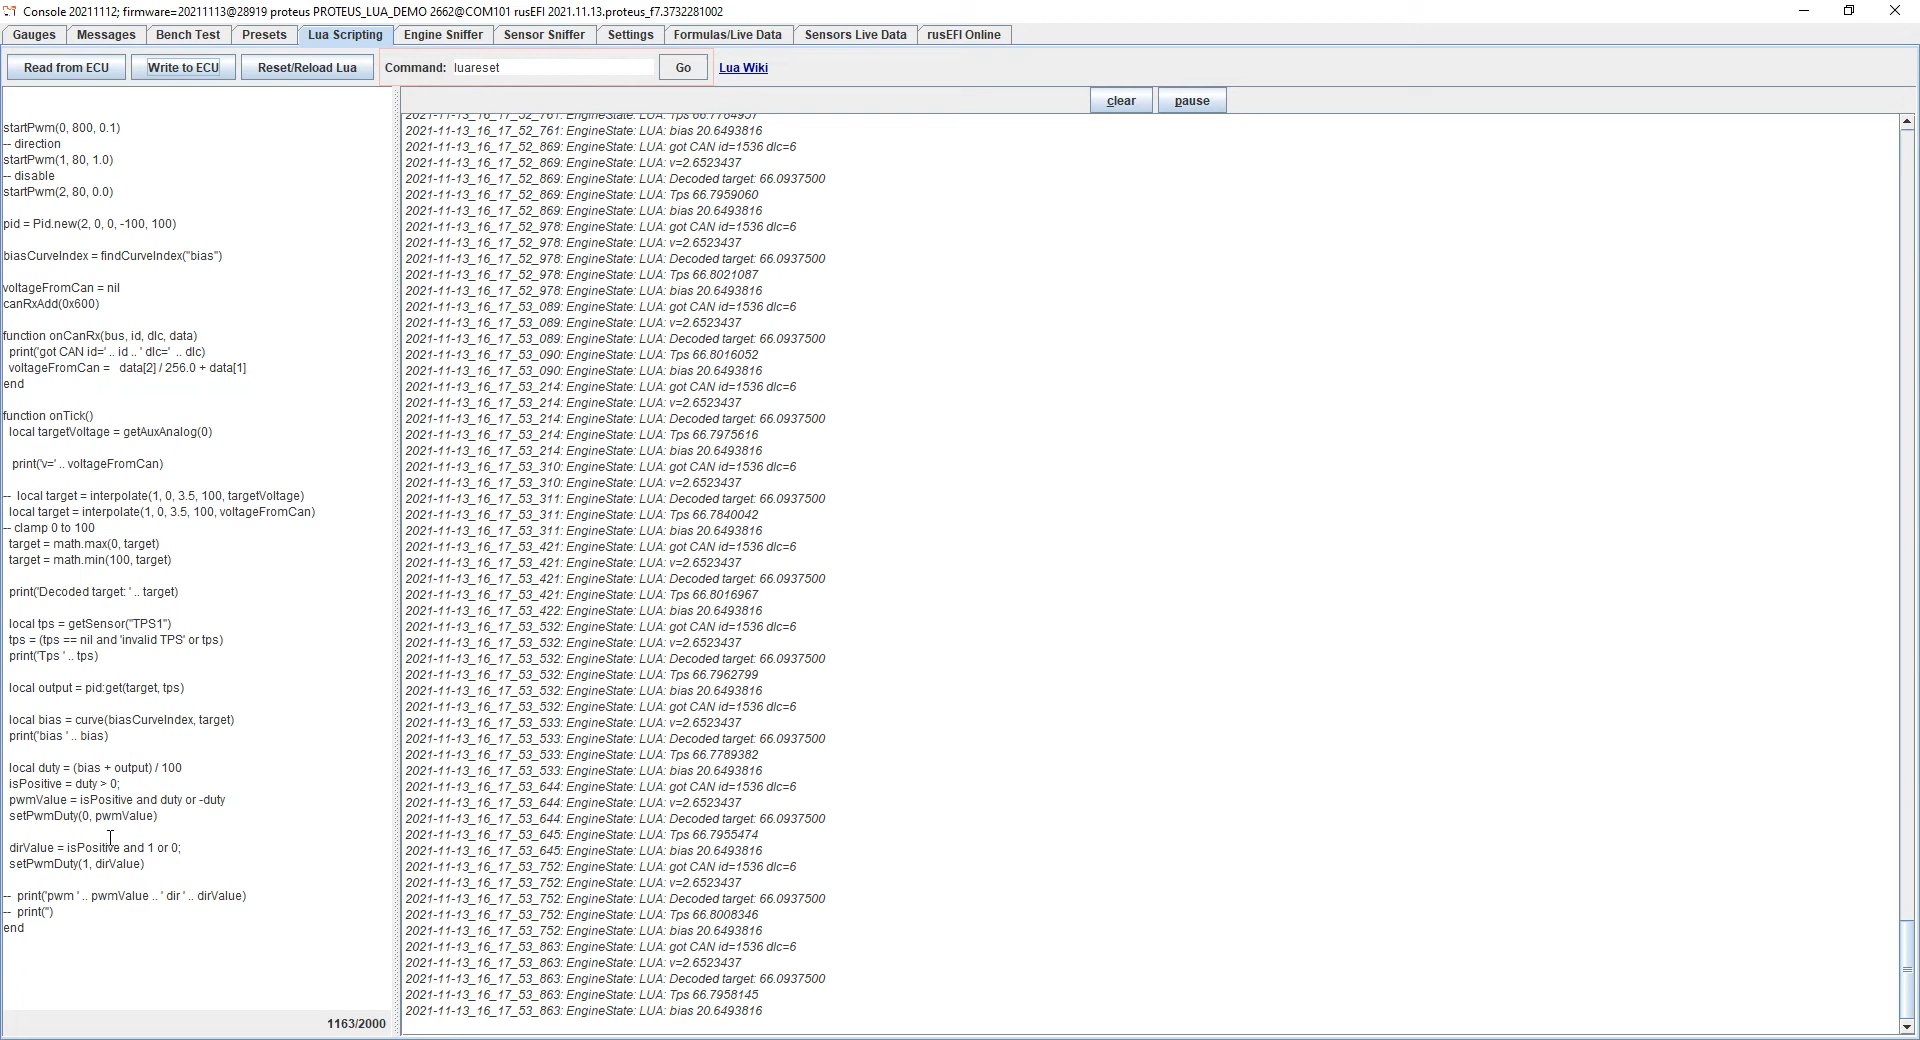 Console 20211112; firmware=20211113@28919 proteus PROTEUS_LUA_DEMO 2662@COM101 rusEFI 2021.11.13.proteus_f7.3732281002
Gauges Messages Bench Test Presets Lua Scripting Engine Sniffer Sensor Sniffer Settings Formulas/Live Data Sensors Live Data rusEFI Online
Read from ECU Write to ECU Reset/Reload Lua Command: luareset Go Lua Wiki
startPwm(0, 800, 0.1)
-- direction
startPwm(1, 80, 1.0)
-- disable
startPwm(2, 80, 0.0)
pid = Pid.new(2, 0, 0, -100, 100)
biasCurveIndex = findCurveIndex("bias")
voltageFromCan = nil
canRxAdd(0x600)
function onCanRx(bus, id, dlc, data)
print('got CAN id=' .. id .. ' dlc=' .. dlc)
voltageFromCan = data[2] / 256.0 + data[1]
end
function onTick()
local targetVoltage = getAuxAnalog(0)
print('v=' .. voltageFromCan)
-- local target = interpolate(1, 0, 3.5, 100, targetVoltage)
local target = interpolate(1, 0, 3.5, 100, voltageFromCan)
-- clamp 0 to 100
target = math.max(0, target)
target = math.min(100, target)
print('Decoded target: ' .. target)
local tps = getSensor("TPS1")
tps = (tps == nil and 'invalid TPS' or tps)
print('Tps ' .. tps)
local output = pid:get(target, tps)
local bias = curve(biasCurveIndex, target)
print('bias ' .. bias)
local duty = (bias + output) / 100
isPositive = duty > 0;
pwmValue = isPositive and duty or -duty
setPwmDuty(0, pwmValue)
dirValue = isPositive and 1 or 0;
setPwmDuty(1, dirValue)
-- print('pwm ' .. pwmValue .. ' dir ' .. dirValue)
-- print('')
end
1163/2000
clear pause
2021-11-13_16_17_52_761: EngineState: LUA: Tps 66.7764957
2021-11-13_16_17_52_761: EngineState: LUA: bias 20.6493816
2021-11-13_16_17_52_869: EngineState: LUA: got CAN id=1536 dlc=6
2021-11-13_16_17_52_869: EngineState: LUA: v=2.6523437
2021-11-13_16_17_52_869: EngineState: LUA: Decoded target: 66.0937500
2021-11-13_16_17_52_869: EngineState: LUA: Tps 66.7959060
2021-11-13_16_17_52_869: EngineState: LUA: bias 20.6493816
2021-11-13_16_17_52_978: EngineState: LUA: got CAN id=1536 dlc=6
2021-11-13_16_17_52_978: EngineState: LUA: v=2.6523437
2021-11-13_16_17_52_978: EngineState: LUA: Decoded target: 66.0937500
2021-11-13_16_17_52_978: EngineState: LUA: Tps 66.8021087
2021-11-13_16_17_52_978: EngineState: LUA: bias 20.6493816
2021-11-13_16_17_53_089: EngineState: LUA: got CAN id=1536 dlc=6
2021-11-13_16_17_53_089: EngineState: LUA: v=2.6523437
2021-11-13_16_17_53_089: EngineState: LUA: Decoded target: 66.0937500
2021-11-13_16_17_53_090: EngineState: LUA: Tps 66.8016052
2021-11-13_16_17_53_090: EngineState: LUA: bias 20.6493816
2021-11-13_16_17_53_214: EngineState: LUA: got CAN id=1536 dlc=6
2021-11-13_16_17_53_214: EngineState: LUA: v=2.6523437
2021-11-13_16_17_53_214: EngineState: LUA: Decoded target: 66.0937500
2021-11-13_16_17_53_214: EngineState: LUA: Tps 66.7975616
2021-11-13_16_17_53_214: EngineState: LUA: bias 20.6493816
2021-11-13_16_17_53_310: EngineState: LUA: got CAN id=1536 dlc=6
2021-11-13_16_17_53_310: EngineState: LUA: v=2.6523437
2021-11-13_16_17_53_311: EngineState: LUA: Decoded target: 66.0937500
2021-11-13_16_17_53_311: EngineState: LUA: Tps 66.7840042
2021-11-13_16_17_53_311: EngineState: LUA: bias 20.6493816
2021-11-13_16_17_53_421: EngineState: LUA: got CAN id=1536 dlc=6
2021-11-13_16_17_53_421: EngineState: LUA: v=2.6523437
2021-11-13_16_17_53_421: EngineState: LUA: Decoded target: 66.0937500
2021-11-13_16_17_53_421: EngineState: LUA: Tps 66.8016967
2021-11-13_16_17_53_422: EngineState: LUA: bias 20.6493816
2021-11-13_16_17_53_532: EngineState: LUA: got CAN id=1536 dlc=6
2021-11-13_16_17_53_532: EngineState: LUA: v=2.6523437
2021-11-13_16_17_53_532: EngineState: LUA: Decoded target: 66.0937500
2021-11-13_16_17_53_532: EngineState: LUA: Tps 66.7962799
2021-11-13_16_17_53_532: EngineState: LUA: bias 20.6493816
2021-11-13_16_17_53_532: EngineState: LUA: got CAN id=1536 dlc=6
2021-11-13_16_17_53_533: EngineState: LUA: v=2.6523437
2021-11-13_16_17_53_533: EngineState: LUA: Decoded target: 66.0937500
2021-11-13_16_17_53_533: EngineState: LUA: Tps 66.7789382
2021-11-13_16_17_53_533: EngineState: LUA: bias 20.6493816
2021-11-13_16_17_53_644: EngineState: LUA: got CAN id=1536 dlc=6
2021-11-13_16_17_53_644: EngineState: LUA: v=2.6523437
2021-11-13_16_17_53_644: EngineState: LUA: Decoded target: 66.0937500
2021-11-13_16_17_53_645: EngineState: LUA: Tps 66.7955474
2021-11-13_16_17_53_645: EngineState: LUA: bias 20.6493816
2021-11-13_16_17_53_752: EngineState: LUA: got CAN id=1536 dlc=6
2021-11-13_16_17_53_752: EngineState: LUA: v=2.6523437
2021-11-13_16_17_53_752: EngineState: LUA: Decoded target: 66.0937500
2021-11-13_16_17_53_752: EngineState: LUA: Tps 66.8008346
2021-11-13_16_17_53_752: EngineState: LUA: bias 20.6493816
2021-11-13_16_17_53_863: EngineState: LUA: got CAN id=1536 dlc=6
2021-11-13_16_17_53_863: EngineState: LUA: v=2.6523437
2021-11-13_16_17_53_863: EngineState: LUA: Decoded target: 66.0937500
2021-11-13_16_17_53_863: EngineState: LUA: Tps 66.7958145
2021-11-13_16_17_53_863: EngineState: LUA: bias 20.6493816